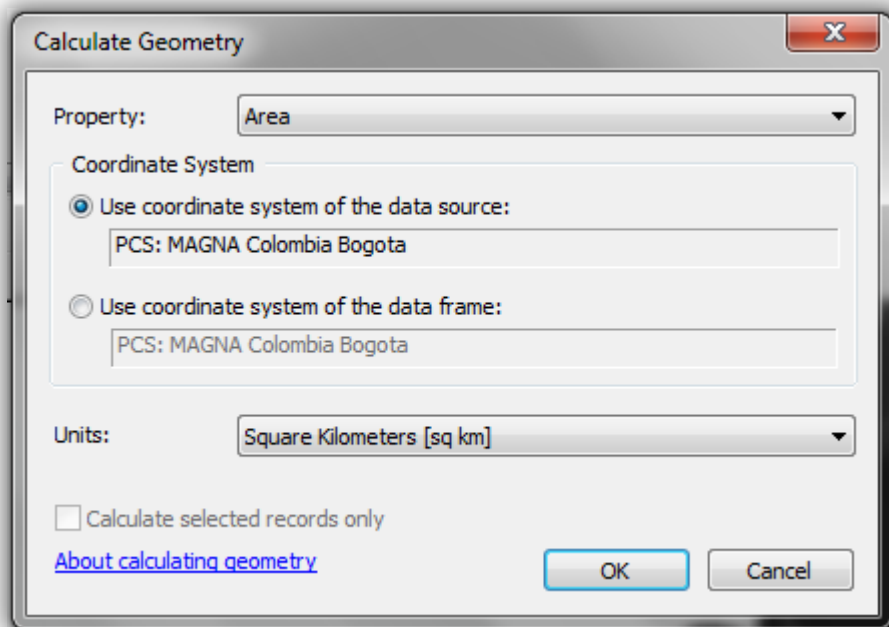 Calculate Geometry
Property:
Area
Coordinate System
Use coordinate system of the data source:
PCS: MAGNA Colombia Bogota
Use coordinate system of the data frame:
PCS: MAGNA Colombia Bogota
Units:
Square Kilometers [sq km]
Calculate selected records only
About calculating geometry
OK
Cancel